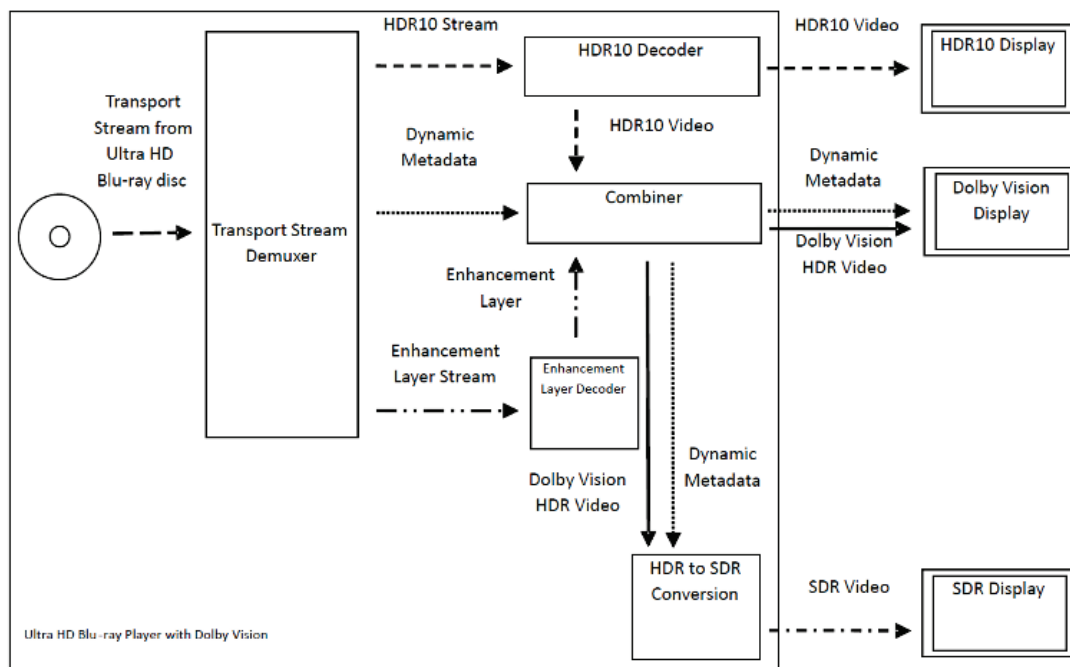 HDR10 Stream
HDR10 Decoder
HDR10 Video
HDR10 Display
Transport
Stream from
Ultra HD
Blu-ray disc
HDR10 Video
Dynamic
Metadata
Dynamic
Metadata
Combiner
Dolby Vision
Display
Transport Stream
Demuxer
Dolby Vision
HDR Video
Enhancement
Layer
Enhancement
Layer Stream
Enhancement
Layer Decoder
Dolby Vision
HDR Video
Dynamic
Metadata
HDR to SDR
Conversion
SDR Video
SDR Display
Ultra HD Blu-ray Player with Dolby Vision